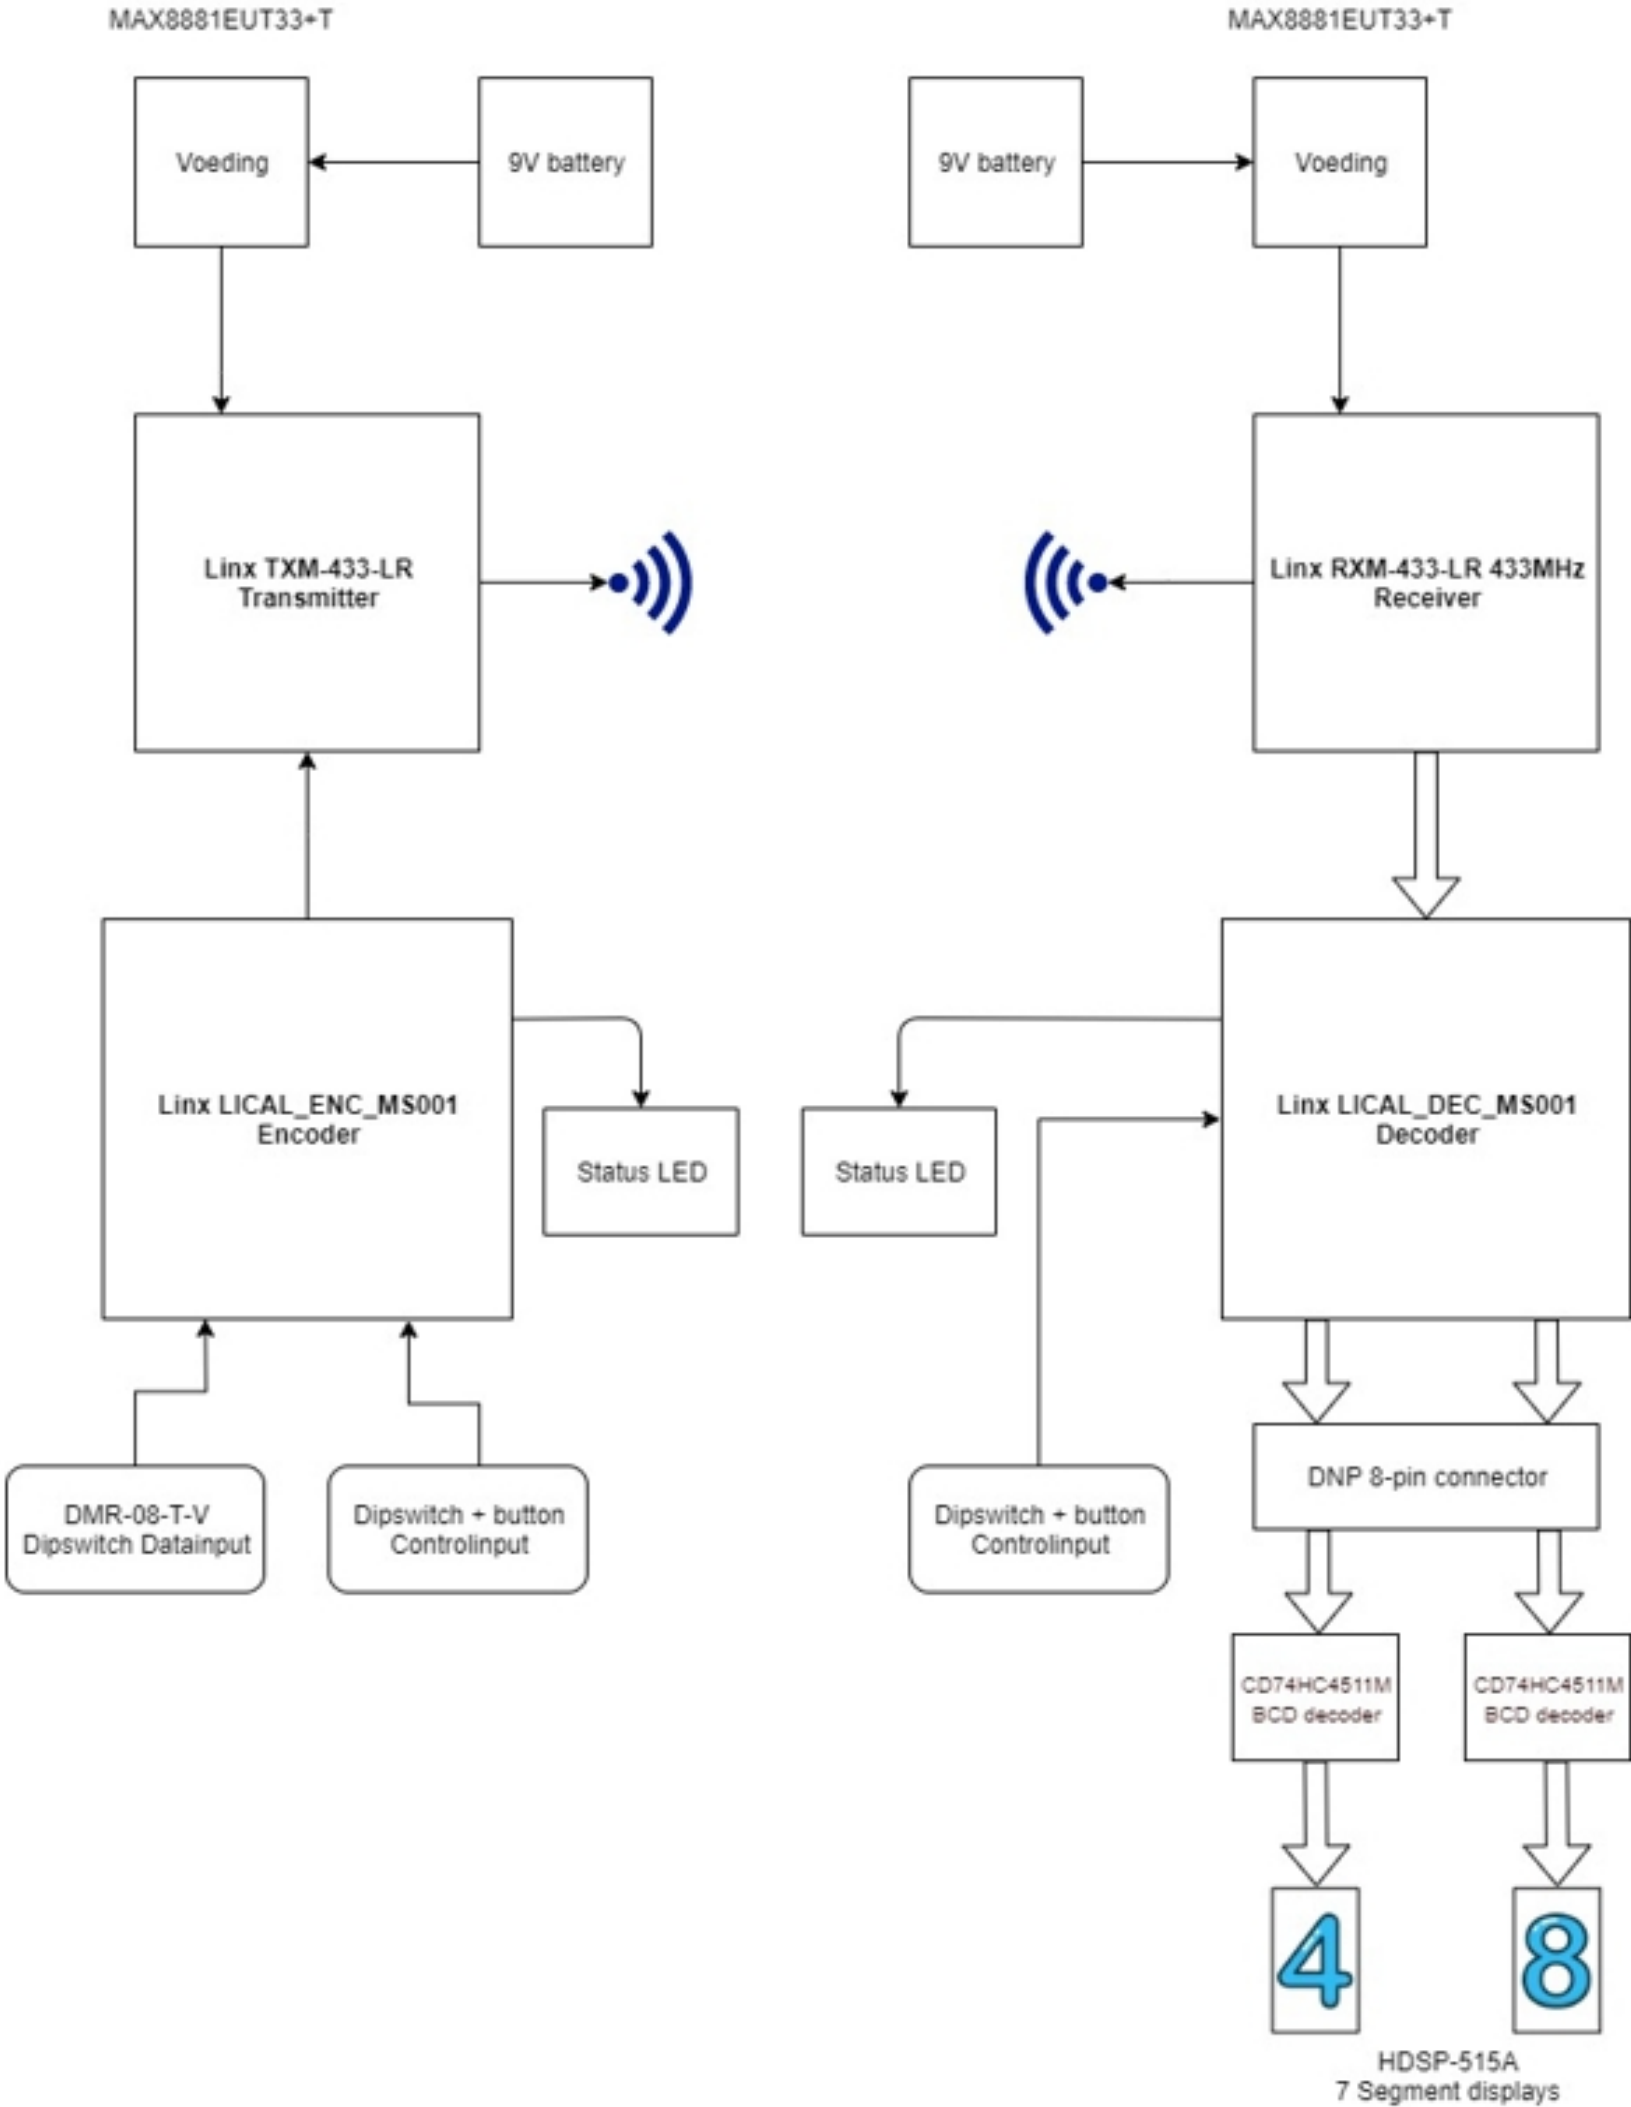 MAX8881EUT33+T
MAX8881EUT33+T
Voeding
9V battery
9V battery
Voeding
Linx TXM-433-LR
Transmitter
Linx RXM-433-LR 433MHz
Receiver
Linx LICAL_ENC_MS001
Encoder
Status LED
Status LED
Linx LICAL_DEC_MS001
Decoder
DMR-08-T-V
Dipswitch Datainput
Dipswitch + button
Controlinput
Dipswitch + button
Controlinput
DNP 8-pin connector
CD74HC4511M
BCD decoder
CD74HC4511M
BCD decoder
4
8
HDSP-515A
7 Segment displays